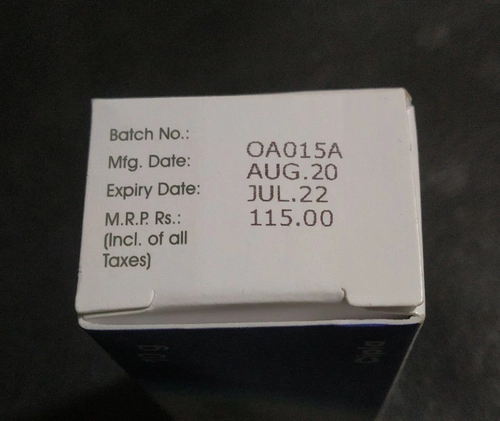 Batch No.: OA015A
Mfg. Date: AUG.20
Expiry Date: JUL.22
M.R.P. Rs.: 115.00
(Incl. of all
Taxes)